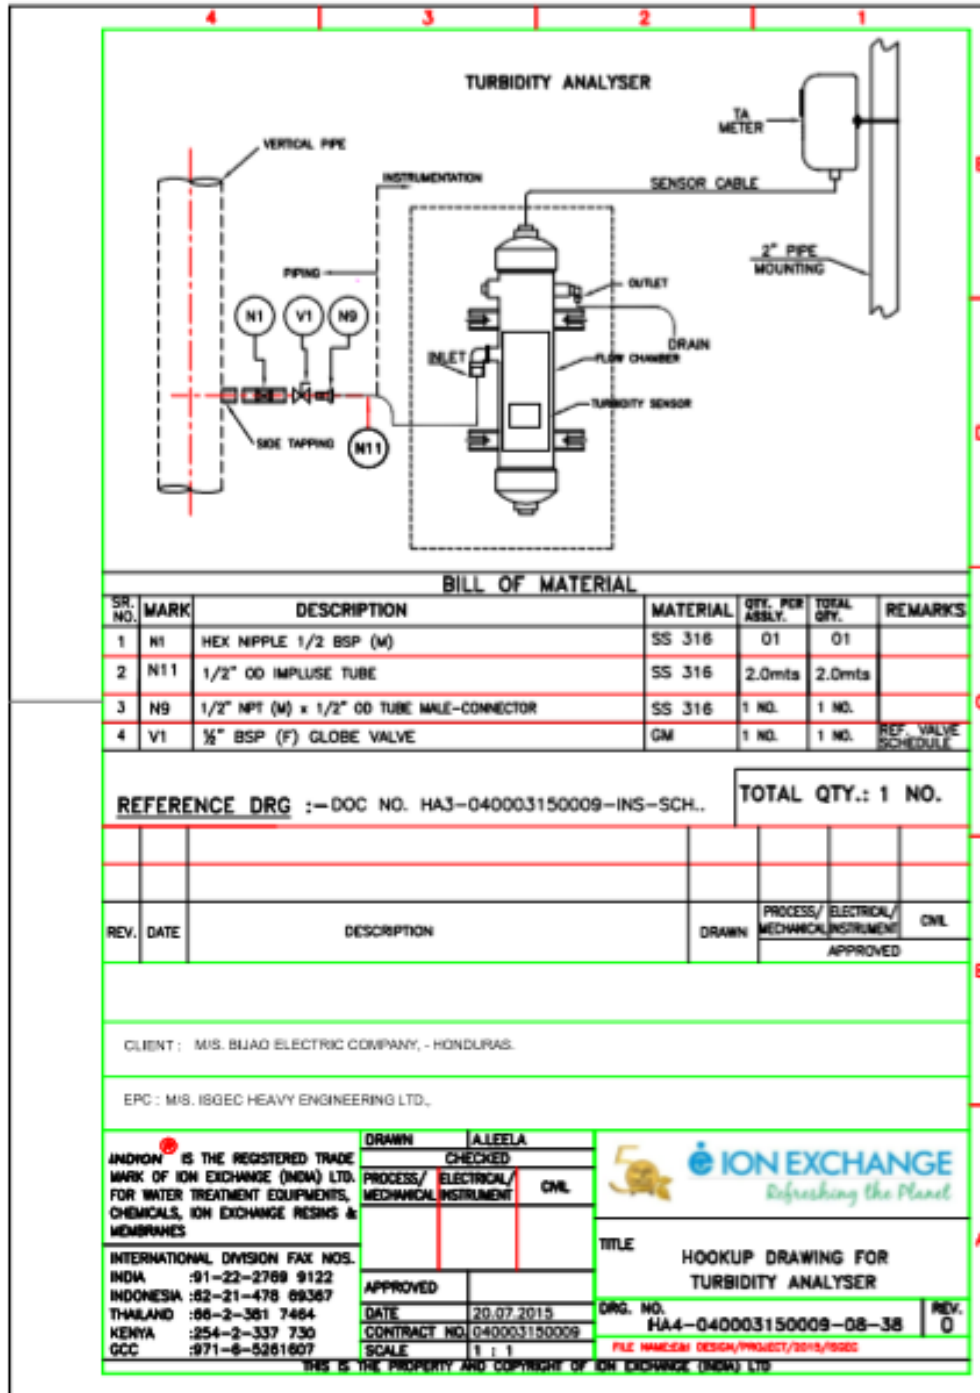 4 3 2 1
TURBIDITY ANALYSER
TA
METER
VERTICAL PIPE
INSTRUMENTATION
SENSOR CABLE
2" PIPE
MOUNTING
PIPING
OUTLET
N1 V1 N9
DRAIN
INLET
FLOW CHAMBER
TURBIDITY SENSOR
SIDE TAPPING
N11
BILL OF MATERIAL
SR. NO. MARK DESCRIPTION MATERIAL QTY. PER ASSLY. TOTAL QTY. REMARKS
1 N1 HEX NIPPLE 1/2 BSP (M) SS 316 01 01
2 N11 1/2" OD IMPLUSE TUBE SS 316 2.0mts 2.0mts
3 N9 1/2" NPT (M) x 1/2" OD TUBE MALE-CONNECTOR SS 316 1 NO. 1 NO.
4 V1 ½" BSP (F) GLOBE VALVE GM 1 NO. 1 NO. REF. VALVE SCHEDULE
REFERENCE DRG :-DOC NO. HA3-040003150009-INS-SCH..
TOTAL QTY.: 1 NO.
REV. DATE DESCRIPTION DRAWN PROCESS/ MECHANICAL ELECTRICAL/ INSTRUMENT CIVIL
APPROVED
CLIENT : M/S. BIJAO ELECTRIC COMPANY, - HONDURAS.
EPC : M/S. ISGEC HEAVY ENGINEERING LTD.,
INDION ® IS THE REGISTERED TRADE
MARK OF ION EXCHANGE (INDIA) LTD.
FOR WATER TREATMENT EQUIPMENTS,
CHEMICALS, ION EXCHANGE RESINS &
MEMBRANES
INTERNATIONAL DIVISION FAX NOS.
INDIA :91-22-2769 9122
INDONESIA :62-21-478 69367
THAILAND :66-2-381 7464
KENYA :254-2-337 730
GCC :971-6-5261607
DRAWN A.LEELA
CHECKED
PROCESS/ MECHANICAL ELECTRICAL/ INSTRUMENT CIVIL
APPROVED
DATE 20.07.2015
CONTRACT NO. 040003150009
SCALE 1 : 1
50
ION EXCHANGE
Refreshing the Planet
TITLE
HOOKUP DRAWING FOR
TURBIDITY ANALYSER
DRG. NO.
HA4-040003150009-08-38
REV.
0
FILE NAME:E&I DESIGN/PROJECT/2015/ISGEC
THIS IS THE PROPERTY AND COPYRIGHT OF ION EXCHANGE (INDIA) LTD